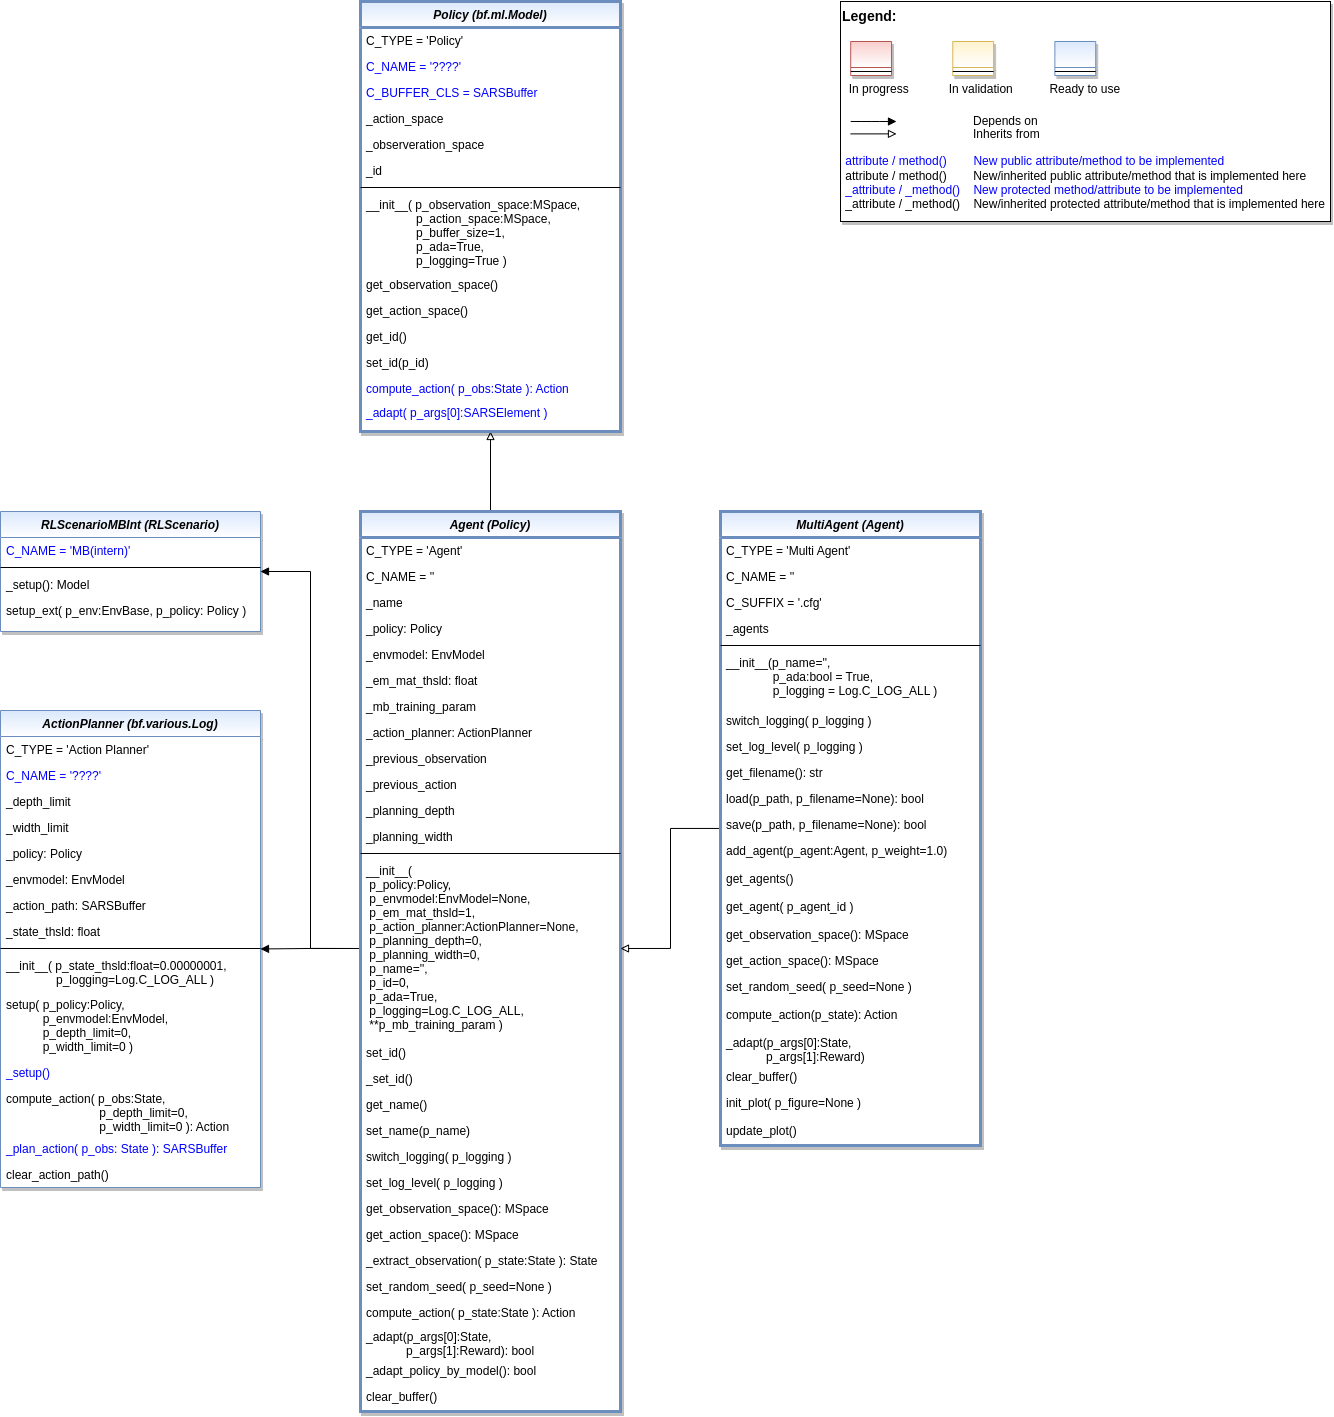 Policy (bf.ml.Model)
C_TYPE = 'Policy'
C_NAME = '????'
C_BUFFER_CLS = SARSBuffer
_action_space
_observeration_space
_id
__init__( p_observation_space:MSpace,
p_action_space:MSpace,
p_buffer_size=1,
p_ada=True,
p_logging=True )
get_observation_space()
get_action_space()
get_id()
set_id(p_id)
compute_action( p_obs:State ): Action
_adapt( p_args[0]:SARSElement )
Legend:
In progress
In validation
Ready to use
Depends on
Inherits from
attribute / method() New public attribute/method to be implemented
attribute / method() New/inherited public attribute/method that is implemented here
_attribute / _method() New protected method/attribute to be implemented
_attribute / _method() New/inherited protected attribute/method that is implemented here
RLScenarioMBInt (RLScenario)
C_NAME = 'MB(intern)'
_setup(): Model
setup_ext( p_env:EnvBase, p_policy: Policy )
ActionPlanner (bf.various.Log)
C_TYPE = 'Action Planner'
C_NAME = '????'
_depth_limit
_width_limit
_policy: Policy
_envmodel: EnvModel
_action_path: SARSBuffer
_state_thsld: float
__init__( p_state_thsld:float=0.00000001,
p_logging=Log.C_LOG_ALL )
setup( p_policy:Policy,
p_envmodel:EnvModel,
p_depth_limit=0,
p_width_limit=0 )
_setup()
compute_action( p_obs:State,
p_depth_limit=0,
p_width_limit=0 ): Action
_plan_action( p_obs: State ): SARSBuffer
clear_action_path()
Agent (Policy)
C_TYPE = 'Agent'
C_NAME = ''
_name
_policy: Policy
_envmodel: EnvModel
_em_mat_thsld: float
_mb_training_param
_action_planner: ActionPlanner
_previous_observation
_previous_action
_planning_depth
_planning_width
__init__(
p_policy:Policy,
p_envmodel:EnvModel=None,
p_em_mat_thsld=1,
p_action_planner:ActionPlanner=None,
p_planning_depth=0,
p_planning_width=0,
p_name='',
p_id=0,
p_ada=True,
p_logging=Log.C_LOG_ALL,
**p_mb_training_param )
set_id()
_set_id()
get_name()
set_name(p_name)
switch_logging( p_logging )
set_log_level( p_logging )
get_observation_space(): MSpace
get_action_space(): MSpace
_extract_observation( p_state:State ): State
set_random_seed( p_seed=None )
compute_action( p_state:State ): Action
_adapt(p_args[0]:State,
p_args[1]:Reward): bool
_adapt_policy_by_model(): bool
clear_buffer()
MultiAgent (Agent)
C_TYPE = 'Multi Agent'
C_NAME = ''
C_SUFFIX = '.cfg'
_agents
__init__(p_name='',
p_ada:bool = True,
p_logging = Log.C_LOG_ALL )
switch_logging( p_logging )
set_log_level( p_logging )
get_filename(): str
load(p_path, p_filename=None): bool
save(p_path, p_filename=None): bool
add_agent(p_agent:Agent, p_weight=1.0)
get_agents()
get_agent( p_agent_id )
get_observation_space(): MSpace
get_action_space(): MSpace
set_random_seed( p_seed=None )
compute_action(p_state): Action
_adapt(p_args[0]:State,
p_args[1]:Reward)
clear_buffer()
init_plot( p_figure=None )
update_plot()